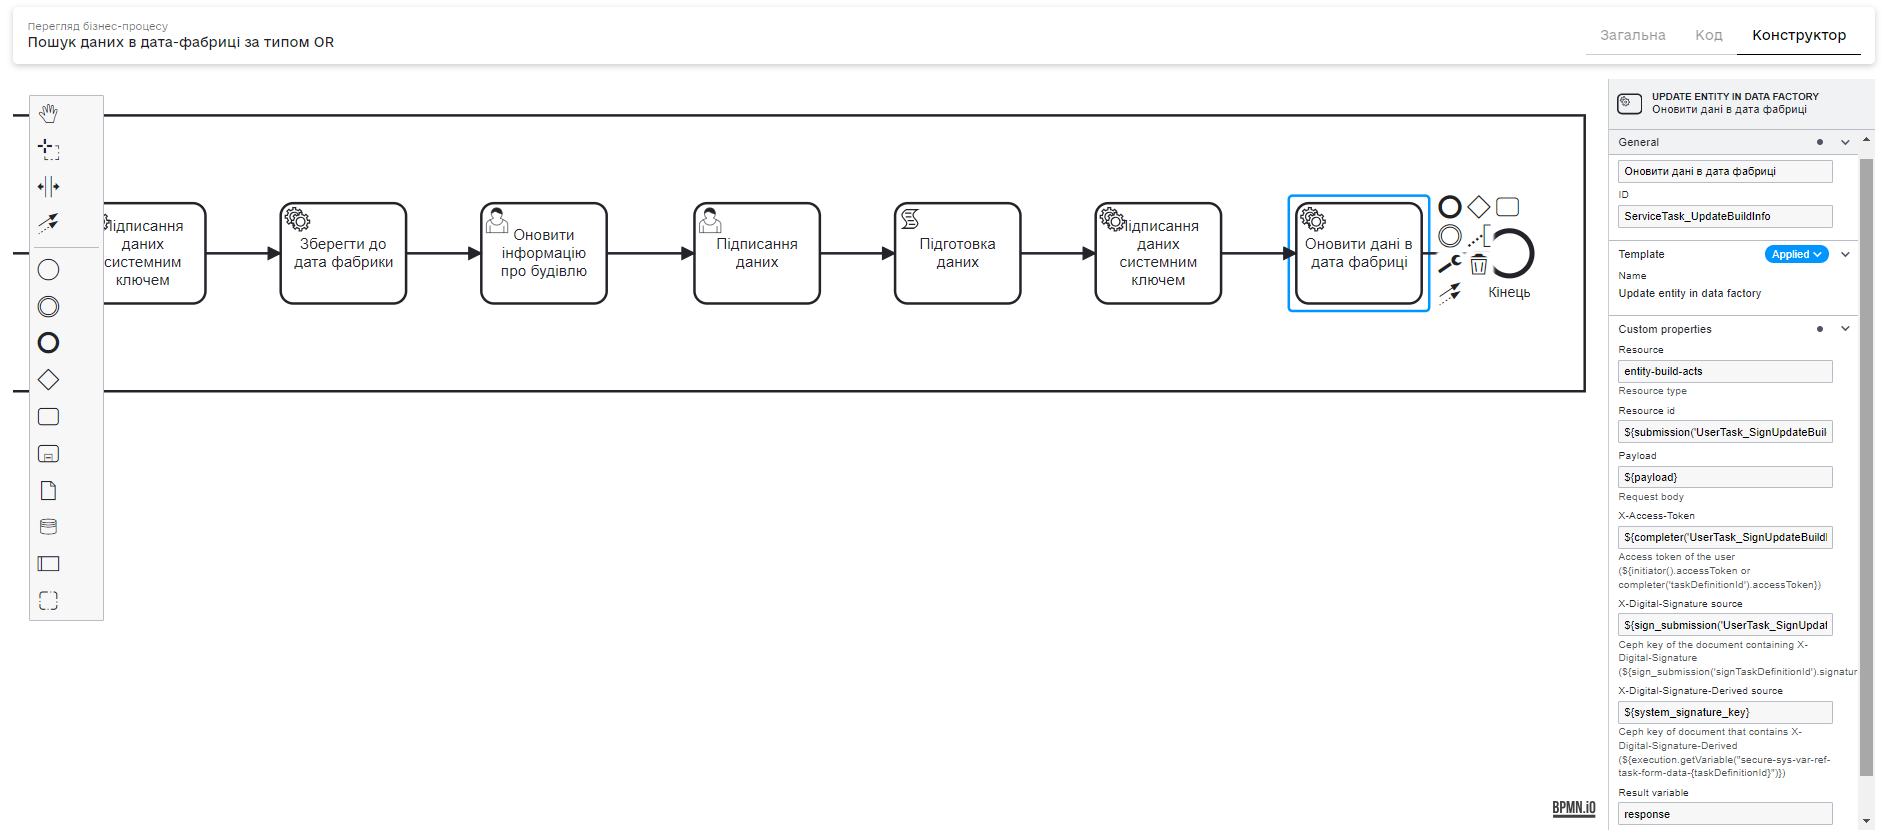 Перегляд бізнес-процесу
Пошук даних в дата-фабриці за типом OR
Загальна
Код
Конструктор
ідписання
даних
системним
ключем
Зберегти до
дата фабрики
Оновити
інформацію
про будівлю
Підписання
даних
Підготовка
даних
ідписання
даних
системним
ключем
Оновити дані в
дата фабриці
Кінець
BPMN.iO
UPDATE ENTITY IN DATA FACTORY
Оновити дані в дата фабриці
General
Оновити дані в дата фабриці
ID
ServiceTask_UpdateBuildInfo
Template
Applied
Name
Update entity in data factory
Custom properties
Resource
entity-build-acts
Resource type
Resource id
${submission('UserTask_SignUpdateBuil
Payload
${payload}
Request body
X-Access-Token
${completer('UserTask_SignUpdateBuildI
Access token of the user
(${initiator().accessToken or
completer('taskDefinitionId').accessToken})
X-Digital-Signature source
${sign_submission('UserTask_SignUpdat
Ceph key of the document containing X-
Digital-Signature
(${sign_submission('signTaskDefinitionId').signatur
X-Digital-Signature-Derived source
${system_signature_key}
Ceph key of document that contains X-
Digital-Signature-Derived
(${execution.getVariable("secure-sys-var-ref-
task-form-data-{taskDefinitionId}")})
Result variable
response